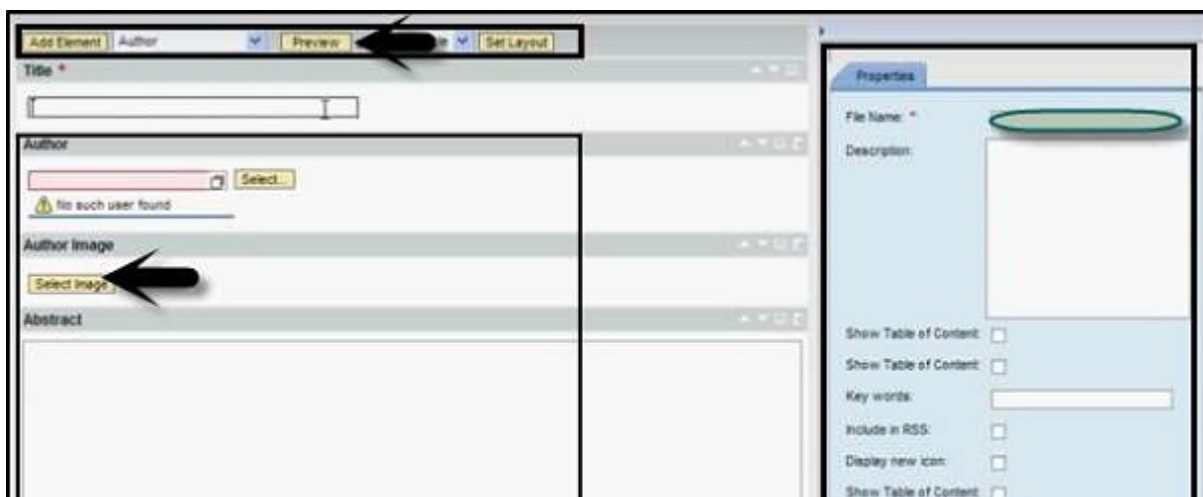 Add Element Author Preview Set Layout
Title *
Author
Select...
No such user found
Author Image
Select Image
Abstract
Properties
File Name: *
Description:
Show Table of Content:
Show Table of Content:
Key words:
Include in RSS:
Display new icon:
Show Table of Content: